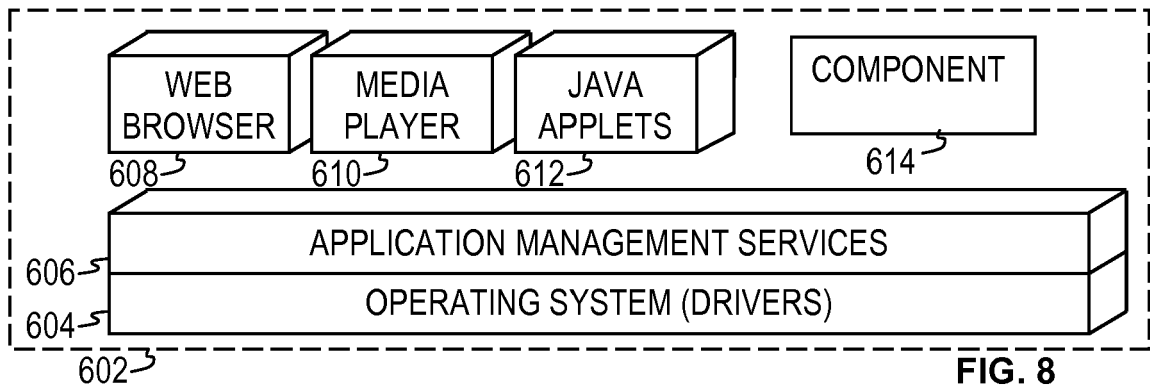 WEB
BROWSER
608
MEDIA
PLAYER
610
JAVA
APPLETS
612
COMPONENT
614
APPLICATION MANAGEMENT SERVICES
606
OPERATING SYSTEM (DRIVERS)
604
602
FIG. 8